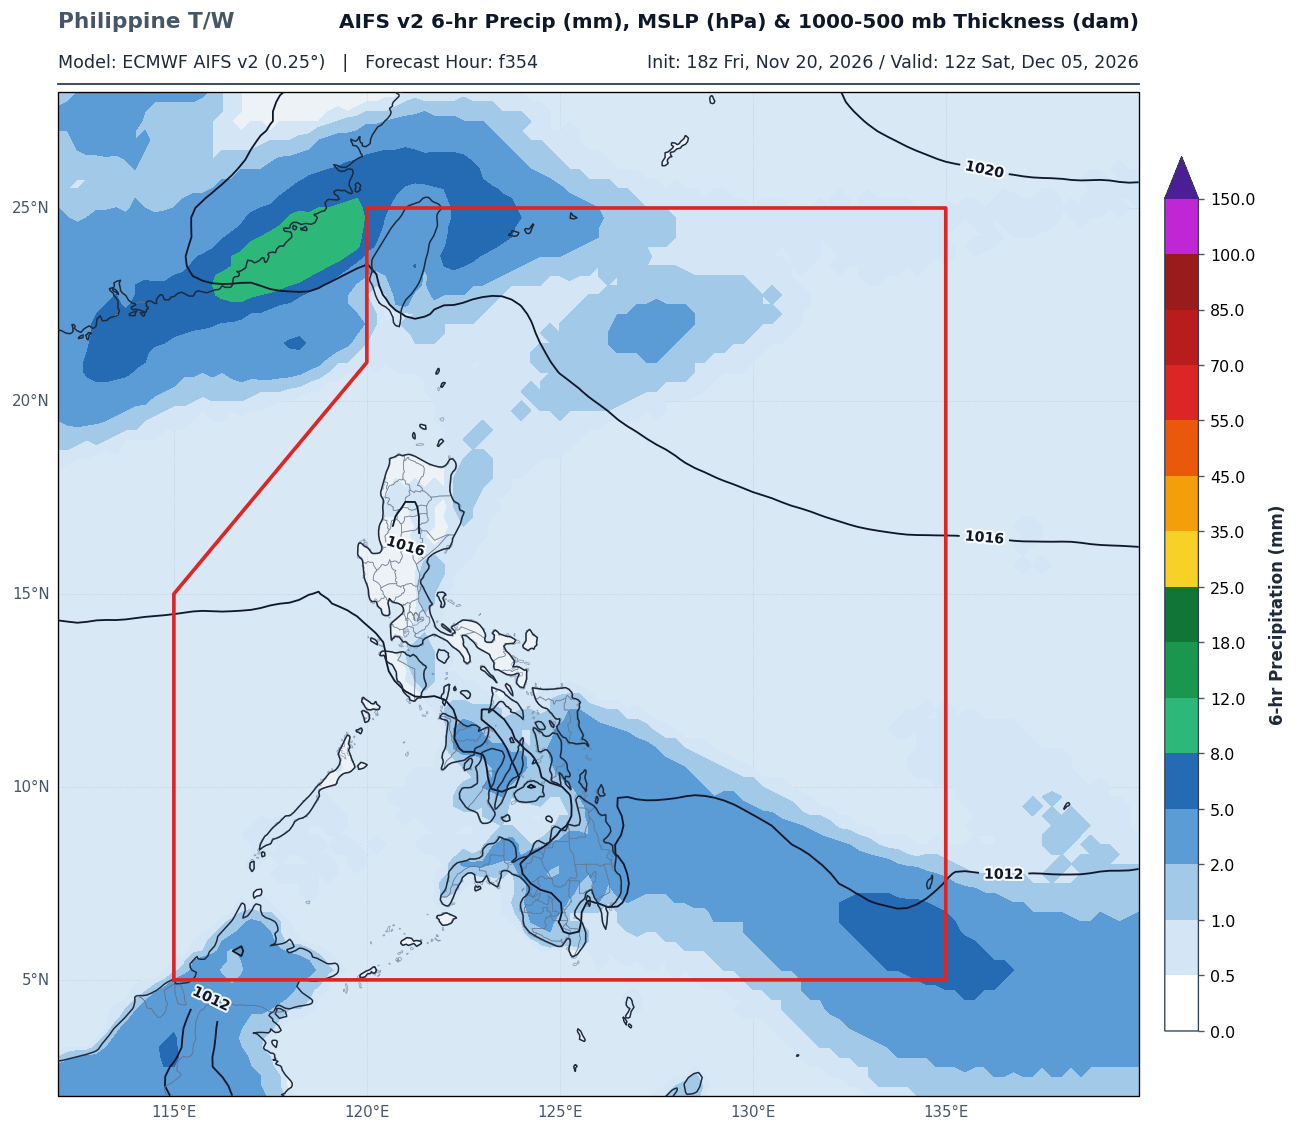 Philippine T/W
AIFS v2 6-hr Precip (mm), MSLP (hPa) & 1000-500 mb Thickness (dam)
Model: ECMWF AIFS v2 (0.25°) | Forecast Hour: f354
Init: 18z Fri, Nov 20, 2026 / Valid: 12z Sat, Dec 05, 2026
1020
25°N
20°N
1016
1016
15°N
10°N
1012
5°N
1012
115°E
120°E
125°E
130°E
135°E
150.0
100.0
85.0
70.0
55.0
45.0
35.0
25.0
18.0
12.0
8.0
5.0
2.0
1.0
0.5
0.0
6-hr Precipitation (mm)